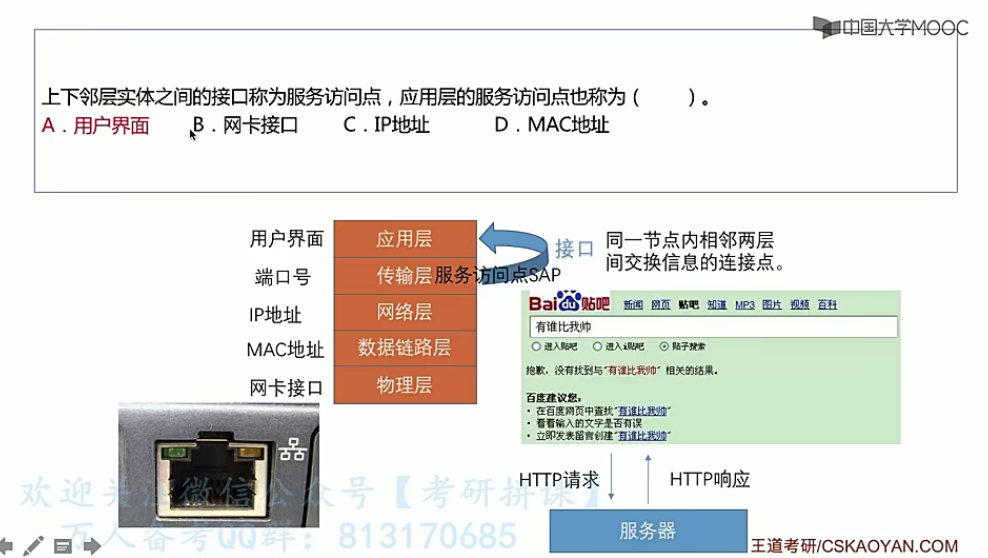 中国大学MOOC
上下邻层实体之间的接口称为服务访问点，应用层的服务访问点也称为（　　）。
A．用户界面　B．网卡接口　C．IP地址　D．MAC地址
用户界面　应用层
端口号　传输层
IP地址　网络层
MAC地址　数据链路层
网卡接口　物理层
服务访问点SAP
接口
同一节点内相邻两层
间交换信息的连接点。
Baidu贴吧　新闻　网页　贴吧　知道　MP3　图片　视频　百科
有谁比我帅
进入贴吧　进入i贴吧　贴子搜索
抱歉，没有找到与"有谁比我帅"相关的结果。
百度建议您：
• 在百度网页中查找"有谁比我帅"
• 看看输入的文字是否有误
• 立即发表留言创建"有谁比我帅"
HTTP请求　HTTP响应
服务器
欢迎关注微信公众号【考研拼课】
万人备考QQ群：813170685
王道考研/CSKAOYAN.COM